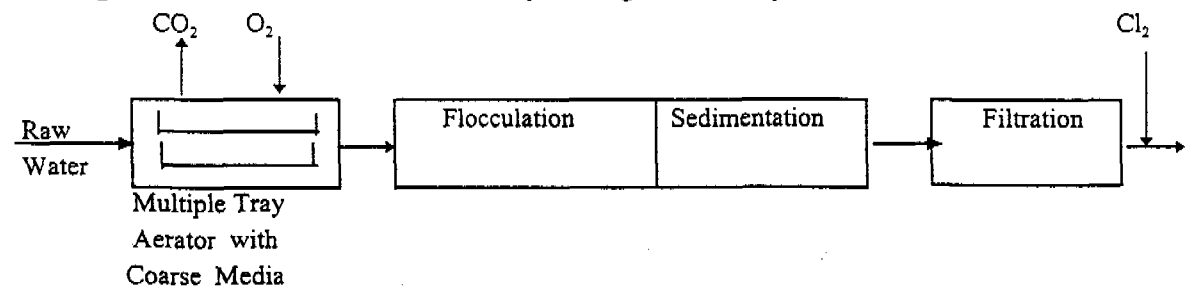 CO₂ O₂ Cl₂
Raw
Water
Flocculation Sedimentation Filtration
Multiple Tray
Aerator with
Coarse Media